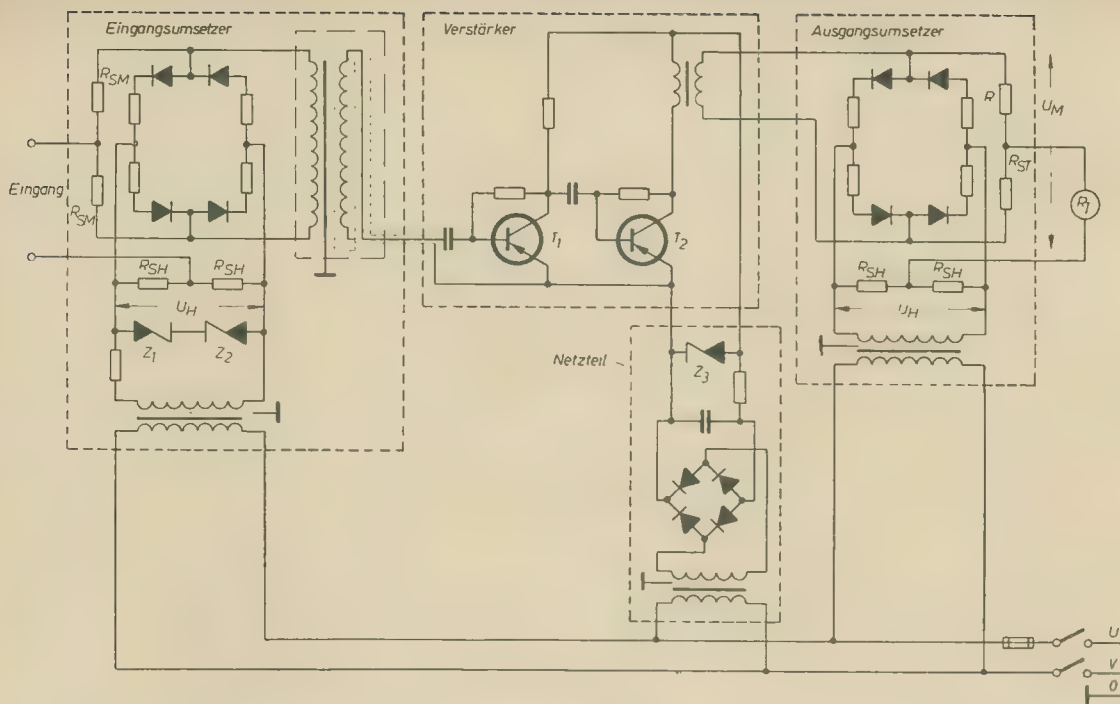 Eingangsumsetzer
Verstärker
Ausgangsumsetzer
R_SM
R
U_M
R_ST
Eingang
R_SM
R_1
T_1
T_2
R_SH
R_SH
R_SH
R_SH
U_H
U_H
Z_1
Z_2
Netzteil
Z_3
U
V
0